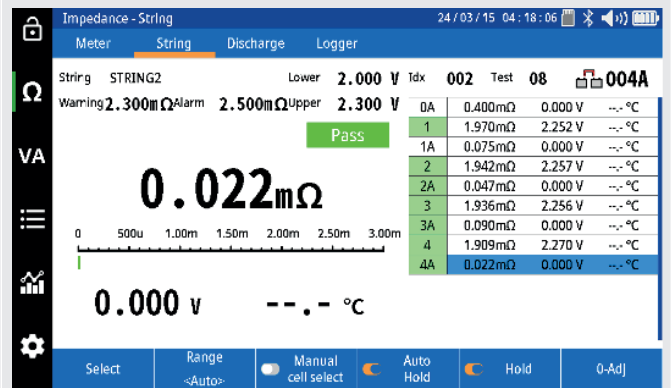 Impedance - String 24/03/15 04:18:06
Meter String Discharge Logger
String STRING2 Lower 2.000 V Idx 002 Test 08 004A
Warning 2.300mΩ Alarm 2.500mΩ Upper 2.300 V
0A 0.400mΩ 0.000 V --.- °C
Pass
1 1.970mΩ 2.252 V --.- °C
1A 0.075mΩ 0.000 V --.- °C
2 1.942mΩ 2.257 V --.- °C
0.022mΩ
2A 0.047mΩ 0.000 V --.- °C
3 1.936mΩ 2.256 V --.- °C
3A 0.090mΩ 0.000 V --.- °C
0 500u 1.00m 1.50m 2.00m 2.50m 3.00m
4 1.909mΩ 2.270 V --.- °C
4A 0.022mΩ 0.000 V --.- °C
0.000 V --.- °C
Ω
VA
Select
Range
<Auto>
Manual
cell select
Auto
Hold
Hold
0-Adj